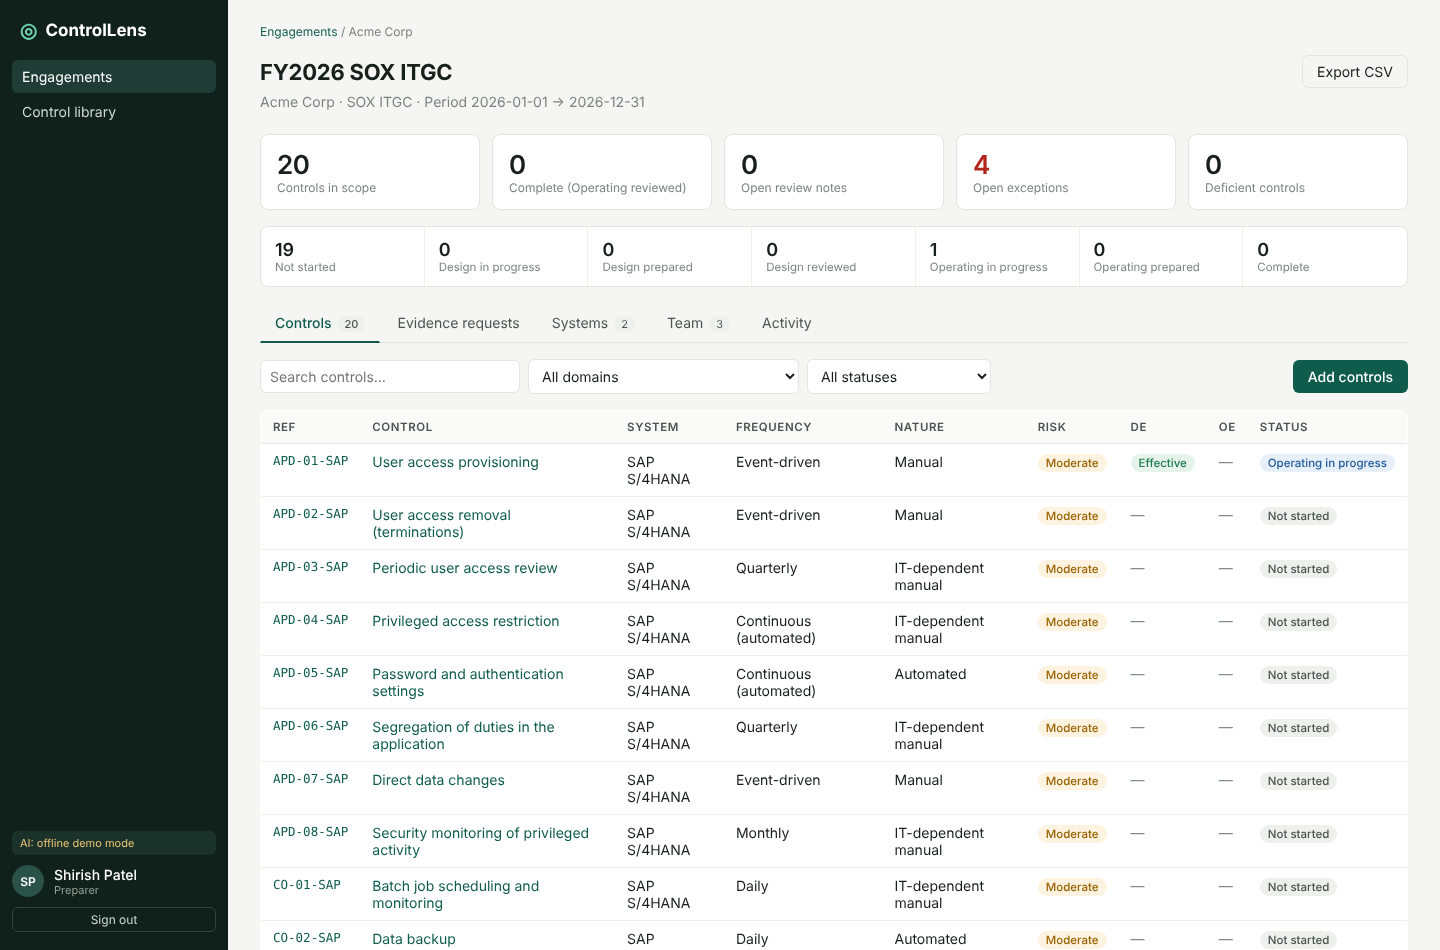 ControlLens
Engagements
Control library
AI: offline demo mode
SP
Shirish Patel
Preparer
Sign out
Engagements / Acme Corp
FY2026 SOX ITGC
Export CSV
Acme Corp · SOX ITGC · Period 2026-01-01 → 2026-12-31
20
Controls in scope
0
Complete (Operating reviewed)
0
Open review notes
4
Open exceptions
0
Deficient controls
19
Not started
0
Design in progress
0
Design prepared
0
Design reviewed
1
Operating in progress
0
Operating prepared
0
Complete
Controls 20
Evidence requests
Systems 2
Team 3
Activity
Search controls...
All domains
All statuses
Add controls
REF CONTROL SYSTEM FREQUENCY NATURE RISK DE OE STATUS
APD-01-SAP User access provisioning SAP S/4HANA Event-driven Manual Moderate Effective — Operating in progress
APD-02-SAP User access removal (terminations) SAP S/4HANA Event-driven Manual Moderate — — Not started
APD-03-SAP Periodic user access review SAP S/4HANA Quarterly IT-dependent manual Moderate — — Not started
APD-04-SAP Privileged access restriction SAP S/4HANA Continuous (automated) IT-dependent manual Moderate — — Not started
APD-05-SAP Password and authentication settings SAP S/4HANA Continuous (automated) Automated Moderate — — Not started
APD-06-SAP Segregation of duties in the application SAP S/4HANA Quarterly IT-dependent manual Moderate — — Not started
APD-07-SAP Direct data changes SAP S/4HANA Event-driven Manual Moderate — — Not started
APD-08-SAP Security monitoring of privileged activity SAP S/4HANA Monthly IT-dependent manual Moderate — — Not started
CO-01-SAP Batch job scheduling and monitoring SAP S/4HANA Daily IT-dependent manual Moderate — — Not started
CO-02-SAP Data backup SAP Daily Automated Moderate — — Not started